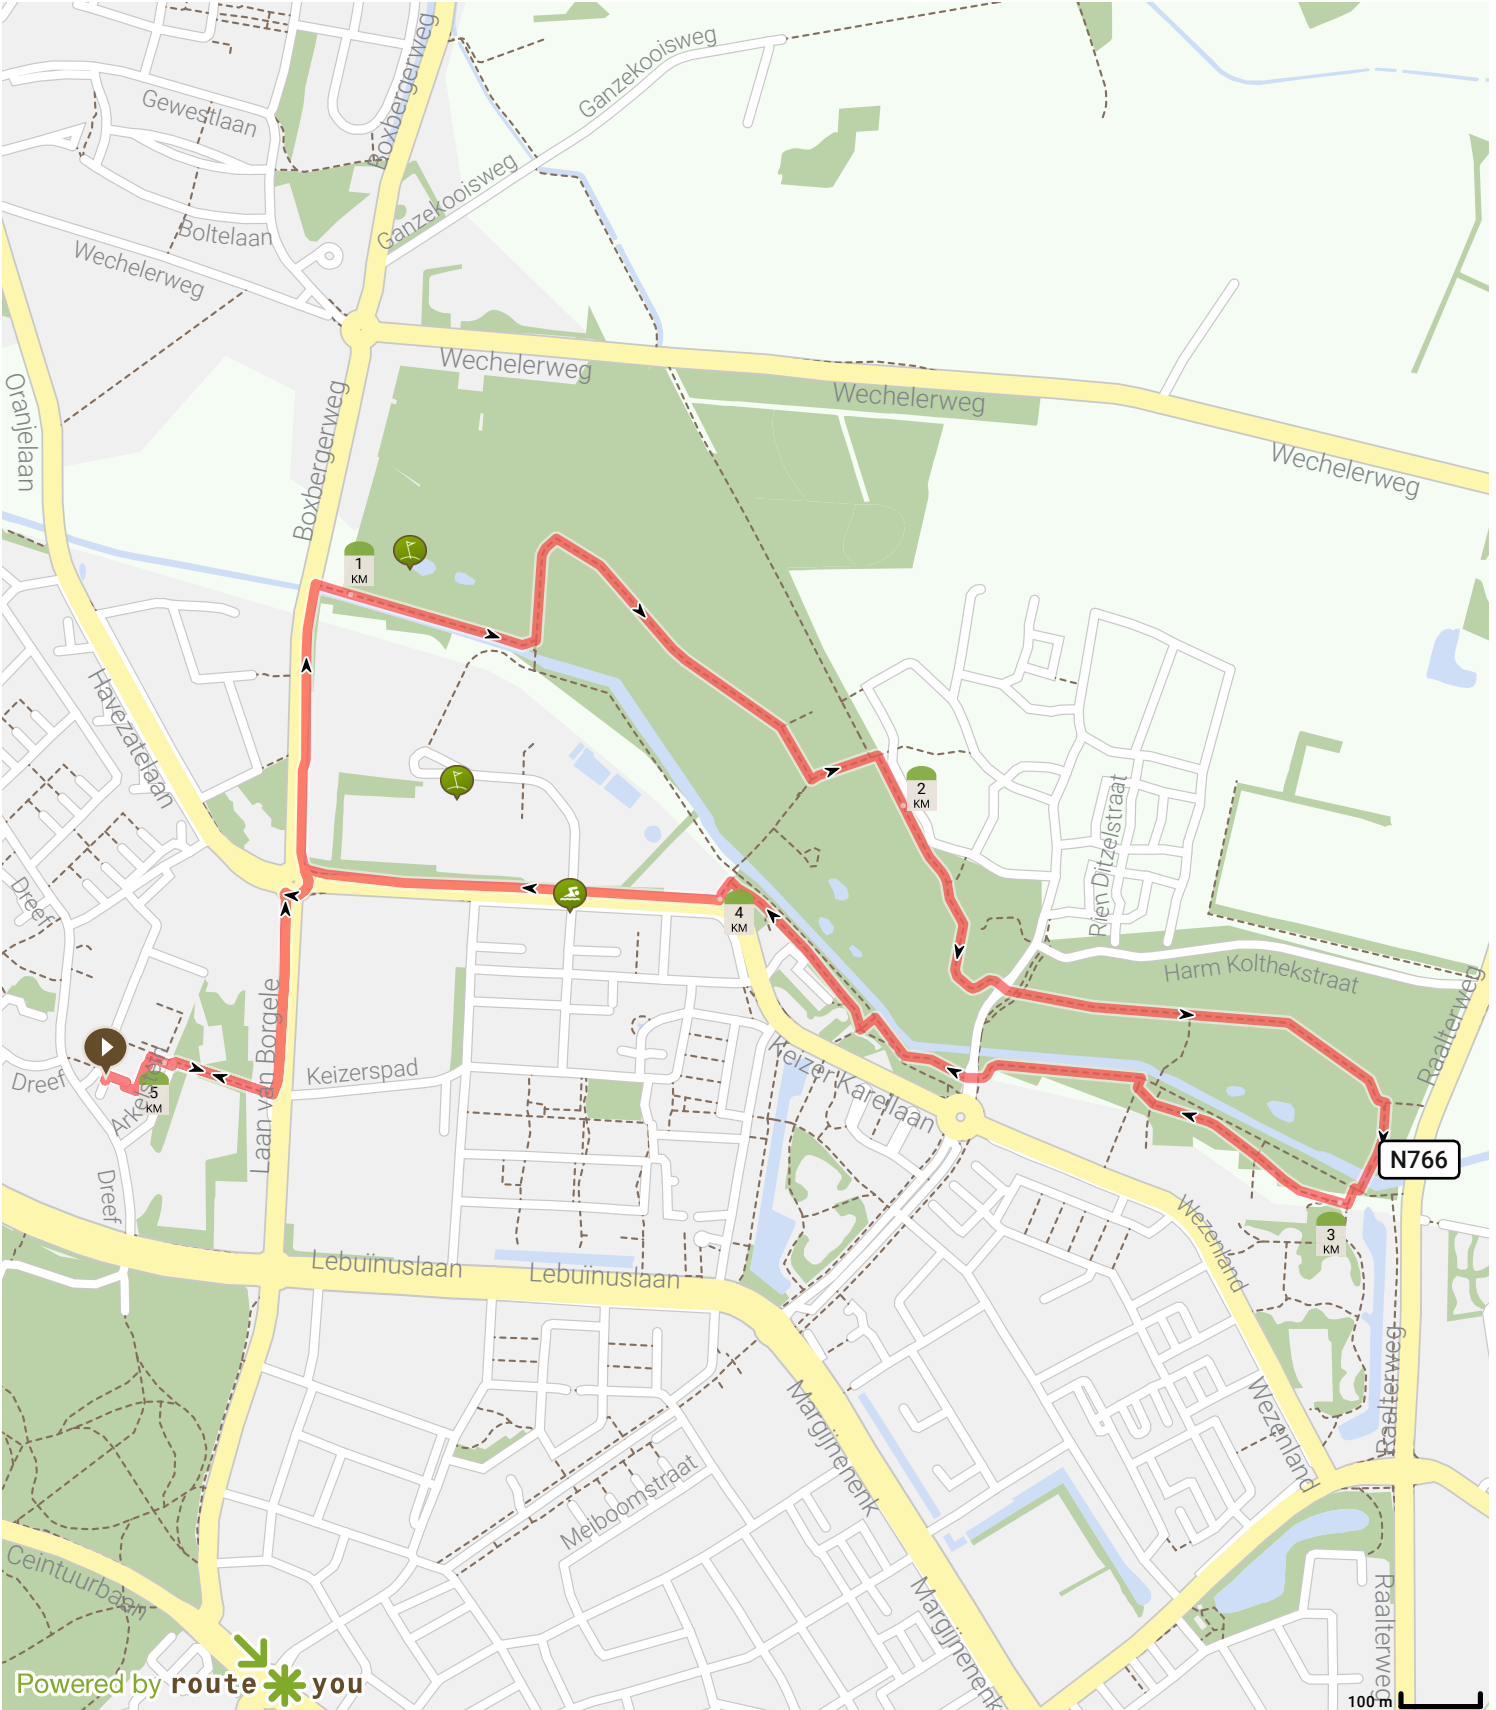 Boxbergerweg
Ganzekooisweg
Gewestlaan
Ganzekooisweg
Boltelaan
Wechelerweg
Wechelerweg
Wechelerweg
Wechelerweg
Oranjelaan
Boxbergerweg
1
KM
Havezatelaan
2
KM
Rien Ditzelstraat
Dreef
4
KM
Harm Kolthekstraat
Raalterweg
Laan van Borgele
Keizer Karellaan
Keizerspad
Dreef
5
KM
Arkelstein
N766
Dreef
Wezenland
3
KM
Lebuïnuslaan
Lebuïnuslaan
Raalterweg
Margijnenenk
Wezenland
Meiboomstraat
Ceintuurbaan
Margijnenenk
Raalterweg
Powered by route you
100 m